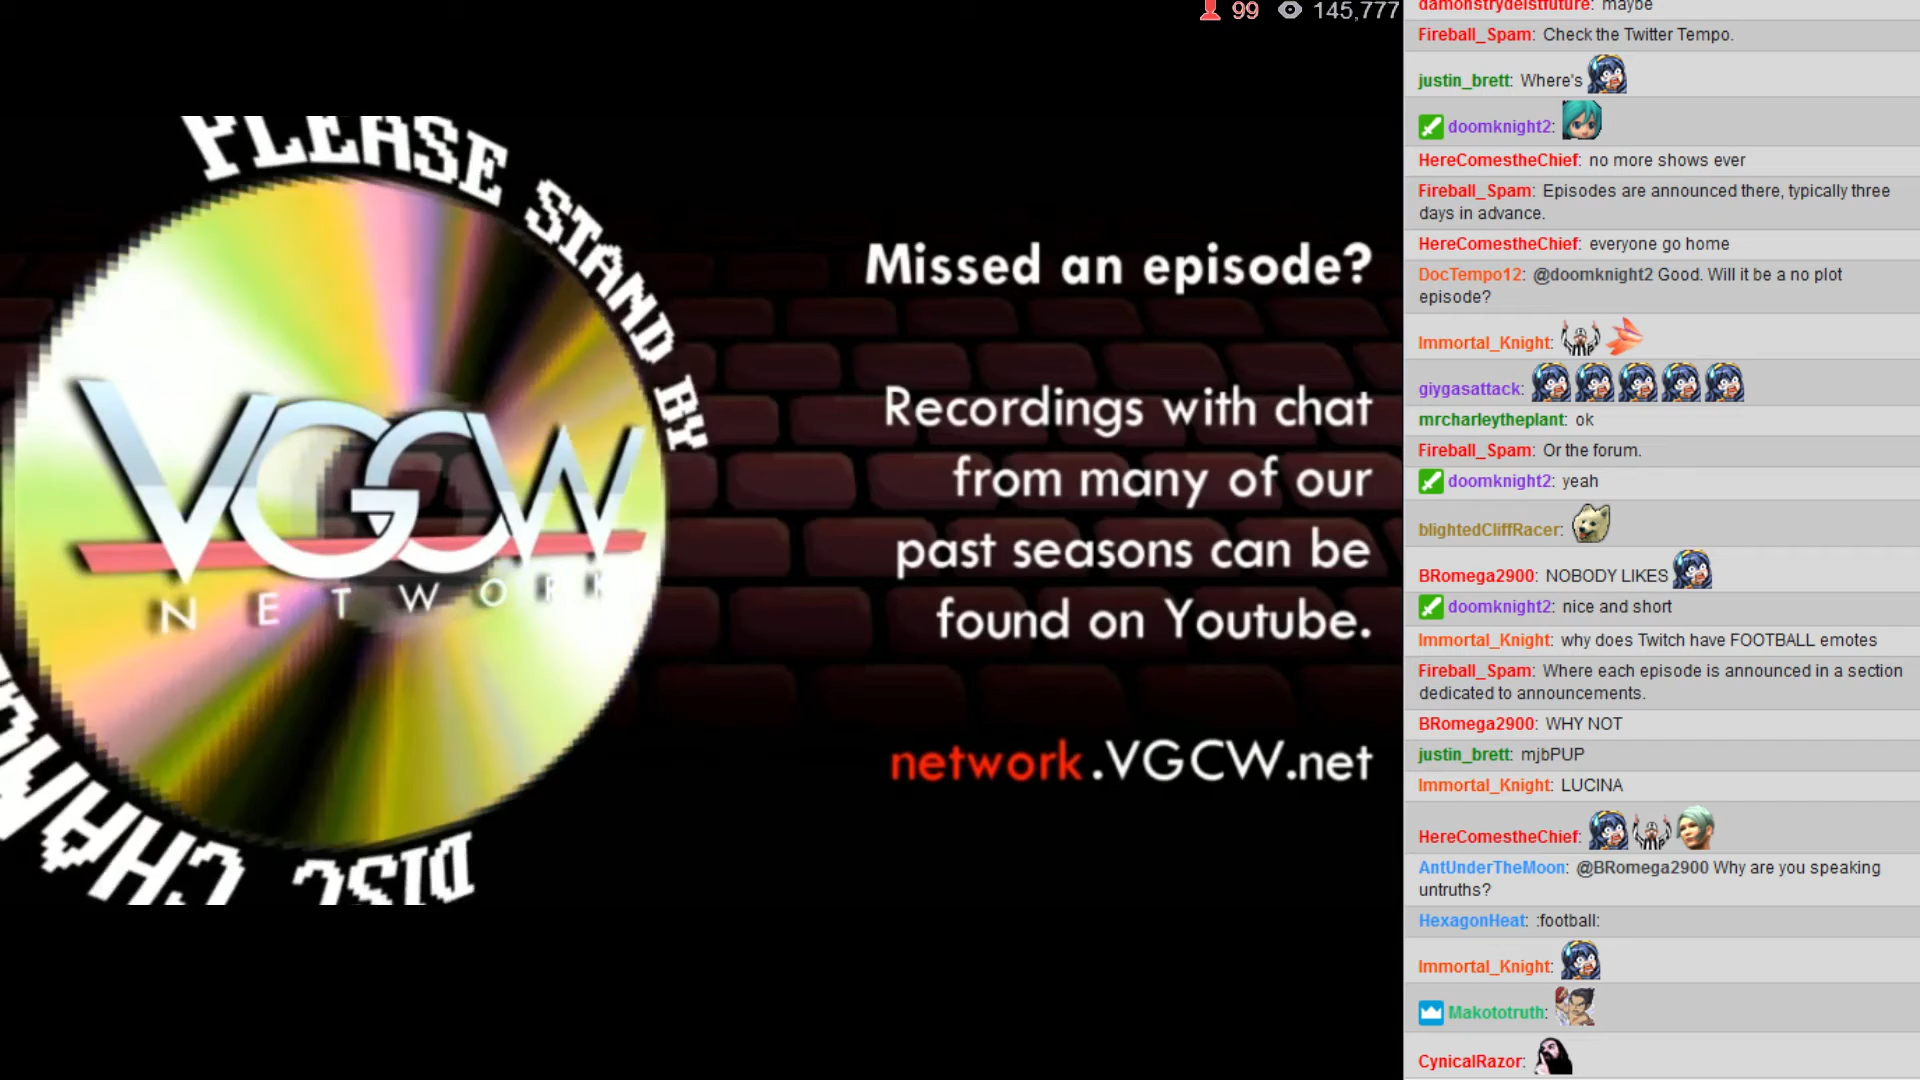 99 145,777
PLEASE STAND BY
VGCW
NETWORK
DISC
Missed an episode?
Recordings with chat
from many of our
past seasons can be
found on Youtube.
network.VGCW.net
damonstrydeistfuture: maybe
Fireball_Spam: Check the Twitter Tempo.
justin_brett: Where's
doomknight2:
HereComestheChief: no more shows ever
Fireball_Spam: Episodes are announced there, typically three
days in advance.
HereComestheChief: everyone go home
DocTempo12: @doomknight2 Good. Will it be a no plot
episode?
Immortal_Knight:
giygasattack:
mrcharleytheplant: ok
Fireball_Spam: Or the forum.
doomknight2: yeah
blightedCliffRacer:
BRomega2900: NOBODY LIKES
doomknight2: nice and short
Immortal_Knight: why does Twitch have FOOTBALL emotes
Fireball_Spam: Where each episode is announced in a section
dedicated to announcements.
BRomega2900: WHY NOT
justin_brett: mjbPUP
Immortal_Knight: LUCINA
HereComestheChief:
AntUnderTheMoon: @BRomega2900 Why are you speaking
untruths?
HexagonHeat: :football:
Immortal_Knight:
Makototruth:
CynicalRazor: